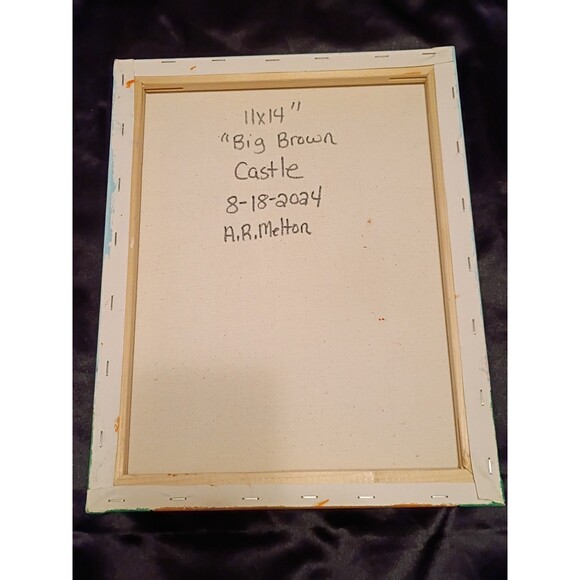 11x14"
"Big Brown
Castle
8-18-2024
A.R.Melton